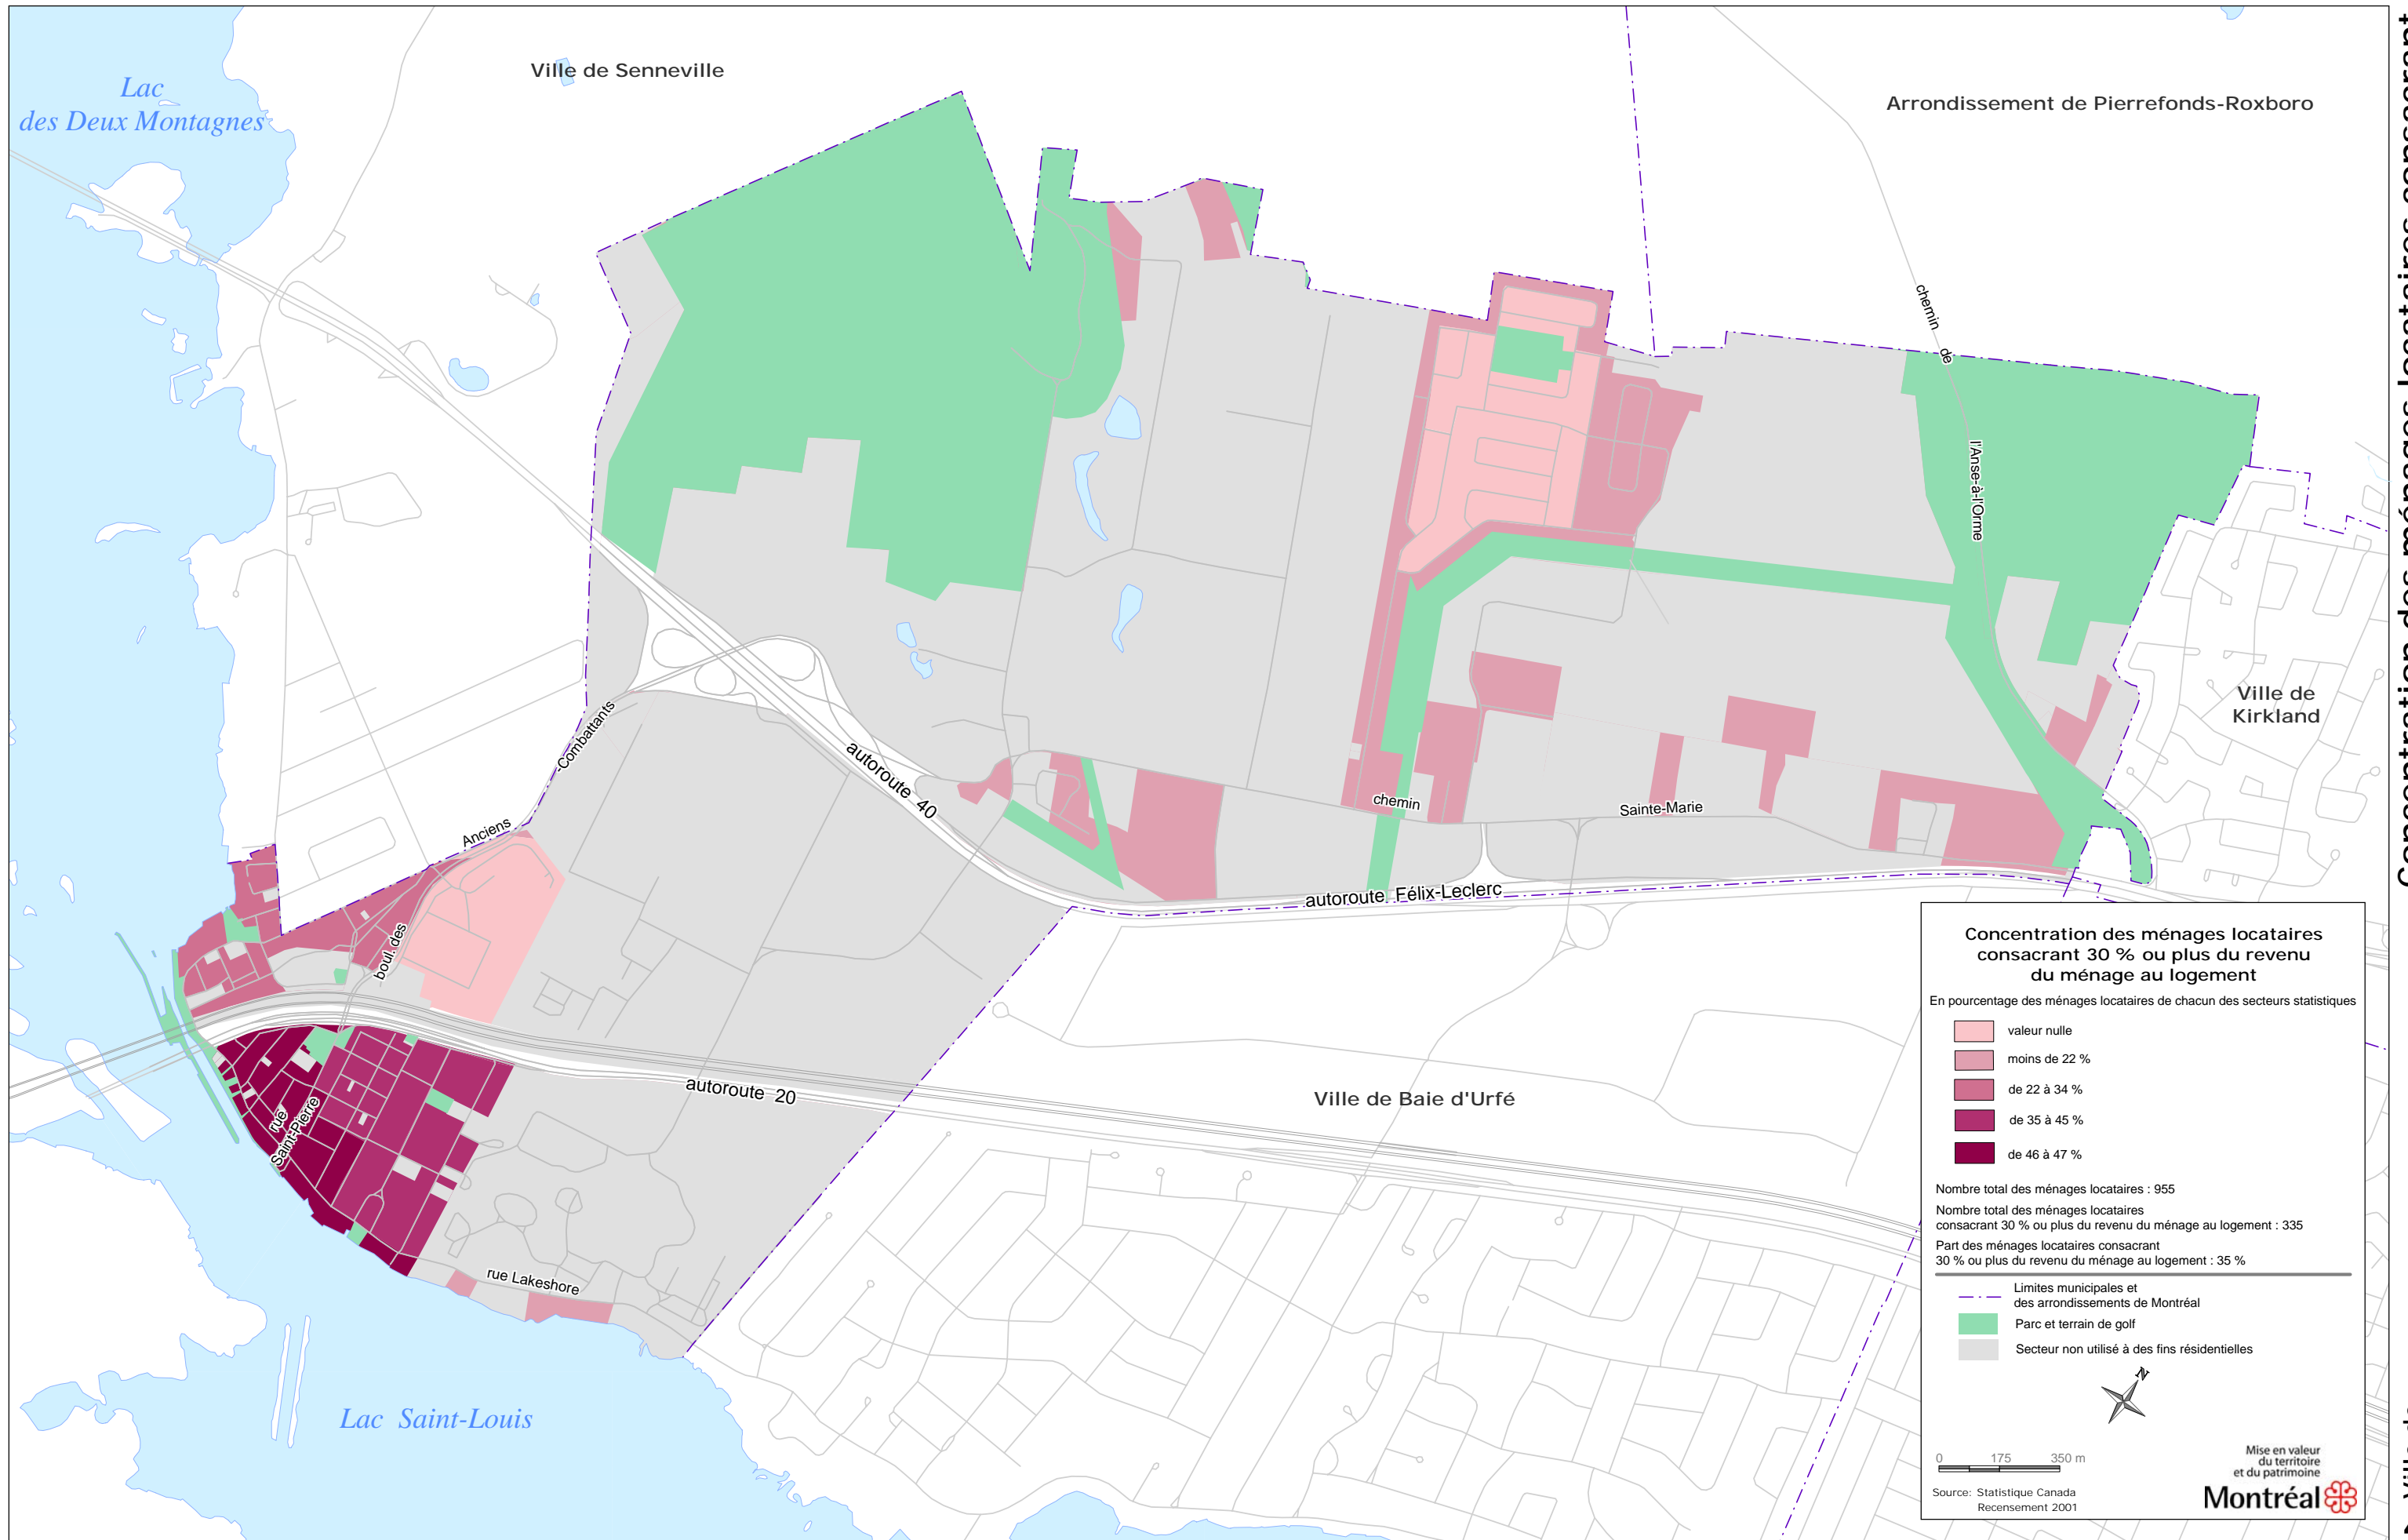 Lac
des Deux Montagnes
Ville de Senneville
Arrondissement de Pierrefonds-Roxboro
chemin
de
l'Anse-à-l'Orme
Ville de
Kirkland
-Combattants
Anciens
boul. des
autoroute 40
chemin
Sainte-Marie
autoroute Félix-Leclerc
autoroute 20
rue
Saint-Pierre
rue Lakeshore
Ville de Baie d'Urfé
Lac Saint-Louis
Concentration des ménages locataires
consacrant 30 % ou plus du revenu
du ménage au logement
En pourcentage des ménages locataires de chacun des secteurs statistiques
valeur nulle
moins de 22 %
de 22 à 34 %
de 35 à 45 %
de 46 à 47 %
Nombre total des ménages locataires : 955
Nombre total des ménages locataires
consacrant 30 % ou plus du revenu du ménage au logement : 335
Part des ménages locataires consacrant
30 % ou plus du revenu du ménage au logement : 35 %
Limites municipales et
des arrondissements de Montréal
Parc et terrain de golf
Secteur non utilisé à des fins résidentielles
N
0 175 350 m
Source: Statistique Canada
Recensement 2001
Mise en valeur
du territoire
et du patrimoine
Montréal